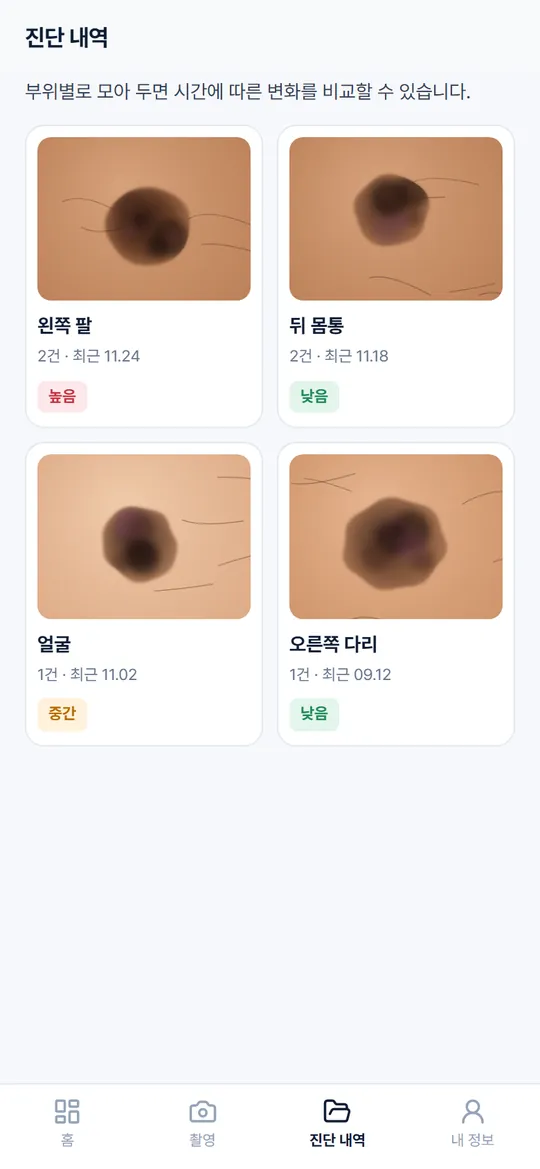 진단 내역
부위별로 모아 두면 시간에 따른 변화를 비교할 수 있습니다.
왼쪽 팔
2건 · 최근 11.24
높음
뒤 몸통
2건 · 최근 11.18
낮음
얼굴
1건 · 최근 11.02
중간
오른쪽 다리
1건 · 최근 09.12
낮음
홈
촬영
진단 내역
내 정보